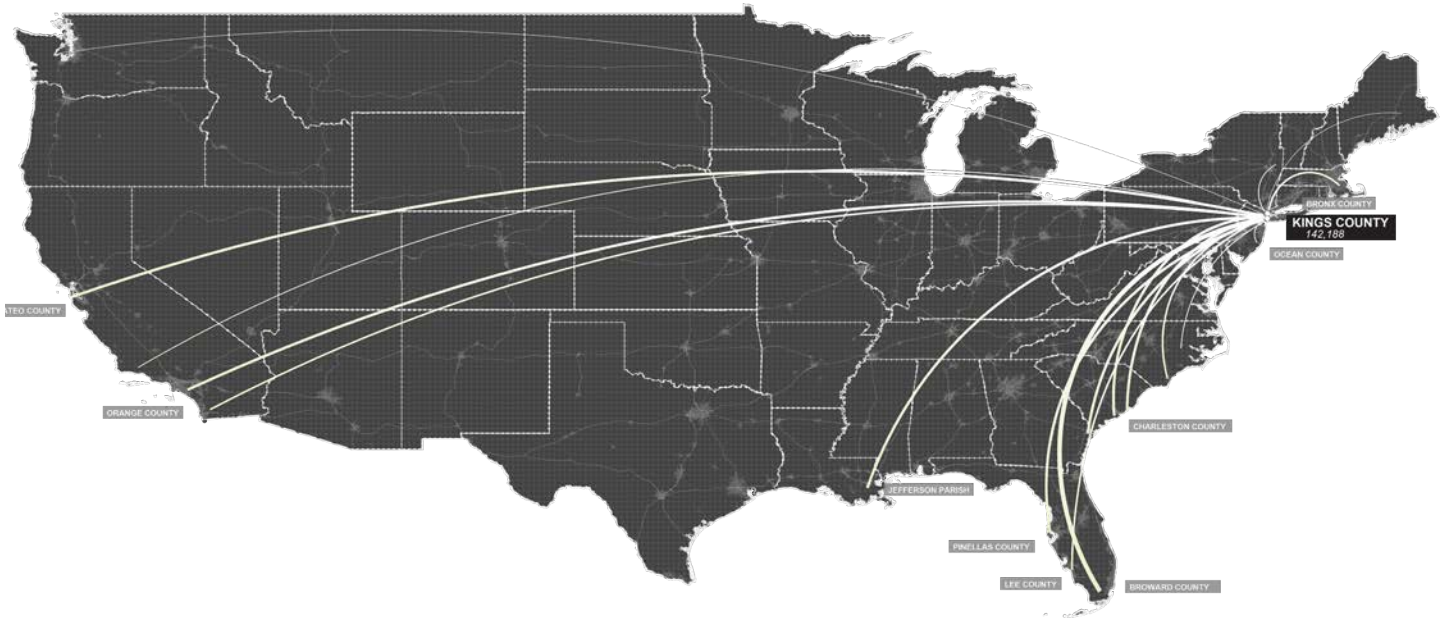 BRONX COUNTY
KINGS COUNTY
142,188
OCEAN COUNTY
ATEO COUNTY
ORANGE COUNTY
CHARLESTON COUNTY
JEFFERSON PARISH
PINELLAS COUNTY
LEE COUNTY
BROWARD COUNTY